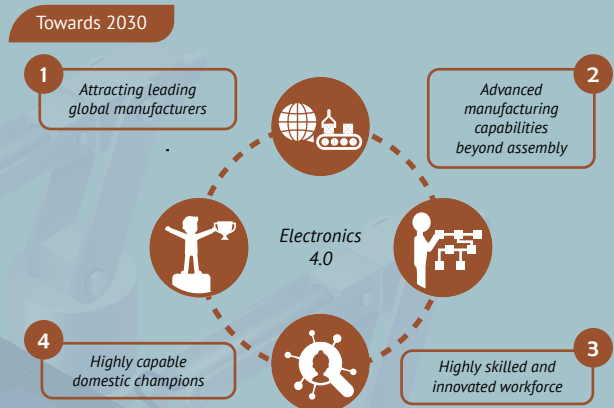 Towards 2030
1
Attracting leading
global manufacturers
2
Advanced
manufacturing
capabilities
beyond assembly
Electronics
4.0
4
Highly capable
domestic champions
3
Highly skilled and
innovated workforce